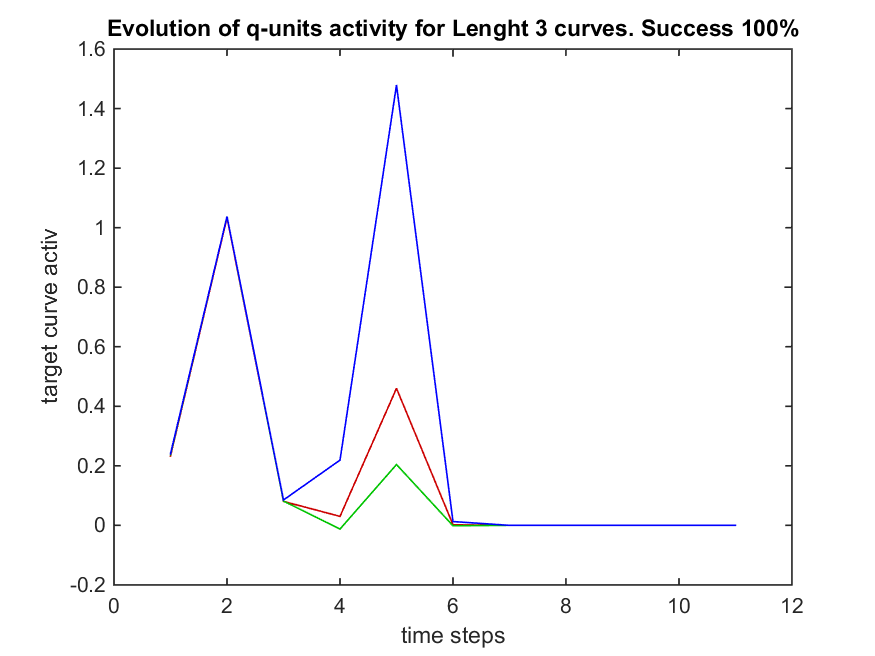 Evolution of q-units activity for Lenght 3 curves. Success 100%
1.6
1.4
1.2
1
0.8
0.6
0.4
0.2
0
-0.2
target curve activ
0 2 4 6 8 10 12
time steps